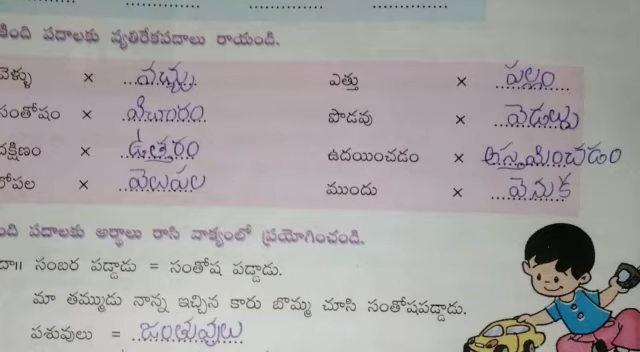 కింది పదాలకు వ్యతిరేకపదాలు రాయండి.
వెళ్ళు × వచ్చు ఎత్తు × పల్లం
సంతోషం × విచారం పొడవు × వెడల్పు
దక్షిణం × ఉత్తరం ఉదయించడం × అస్తమించడం
లోపల × వెలుపల ముందు × వెనుక
కింది పదాలకు అర్థాలు రాసి వాక్యంలో ప్రయోగించండి.
ఉదా॥ సంబర పడ్డాడు = సంతోష పడ్డాడు.
మా తమ్ముడు నాన్న ఇచ్చిన కారు బొమ్మ చూసి సంతోషపడ్డాడు.
పశువులు = జంతువులు